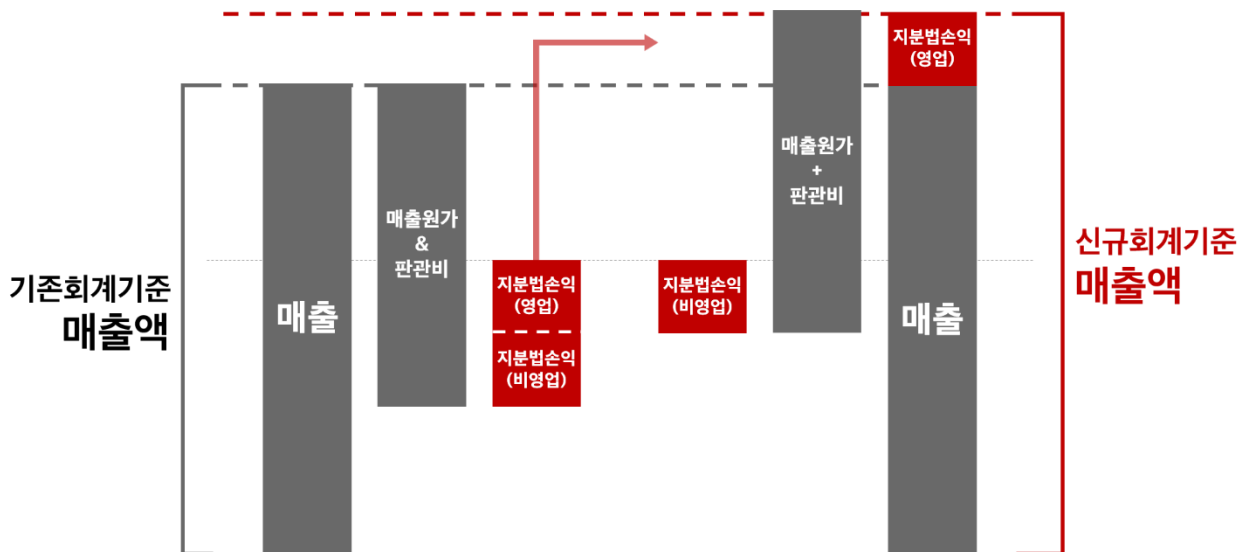 기존회계기준
매출액
매출
매출원가
&
판관비
지분법손익
(영업)
지분법손익
(비영업)
지분법손익
(비영업)
매출원가
+
판관비
지분법손익
(영업)
매출
신규회계기준
매출액